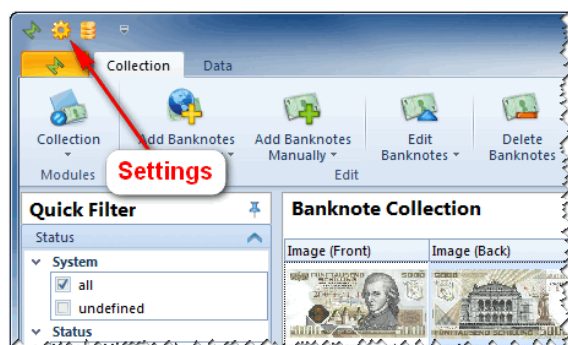 Collection Data
Collection Add Banknotes Add Banknotes Edit Delete
Manually Banknotes Banknotes
Modules Edit
Settings
Quick Filter Banknote Collection
Status
Image (Front) Image (Back)
System
all
undefined
Status
5000